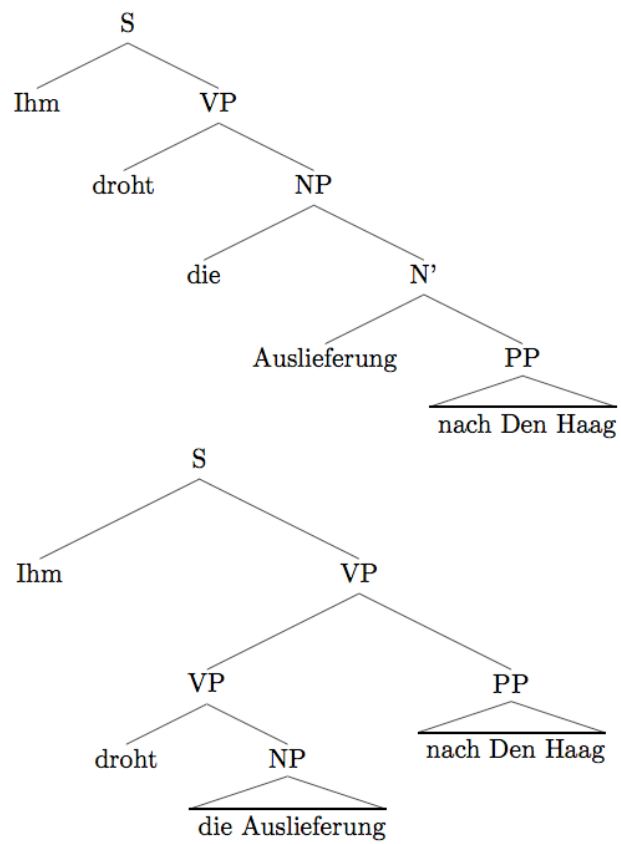 S
Ihm VP
droht NP
die N'
Auslieferung PP
nach Den Haag
S
Ihm VP
VP PP
droht NP nach Den Haag
die Auslieferung